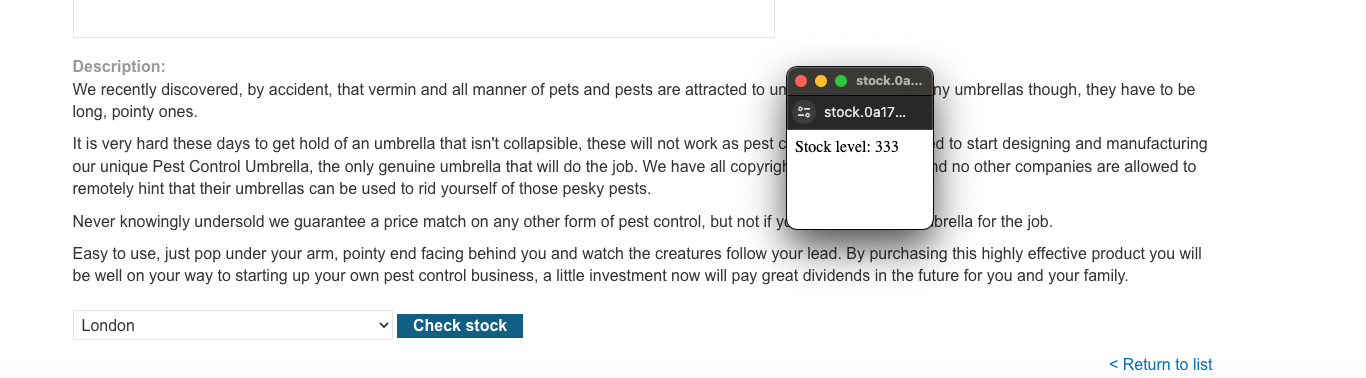 Description:
We recently discovered, by accident, that vermin and all manner of pets and pests are attracted to ny umbrellas though, they have to be
long, pointy ones.
It is very hard these days to get hold of an umbrella that isn't collapsible, these will not work as pest d to start designing and manufacturing
our unique Pest Control Umbrella, the only genuine umbrella that will do the job. We have all copyrigh nd no other companies are allowed to
remotely hint that their umbrellas can be used to rid yourself of those pesky pests.
Never knowingly undersold we guarantee a price match on any other form of pest control, but not if brella for the job.
Easy to use, just pop under your arm, pointy end facing behind you and watch the creatures follow your lead. By purchasing this highly effective product you will
be well on your way to starting up your own pest control business, a little investment now will pay great dividends in the future for you and your family.
London
Check stock
< Return to list
stock.0a...
stock.0a17...
Stock level: 333